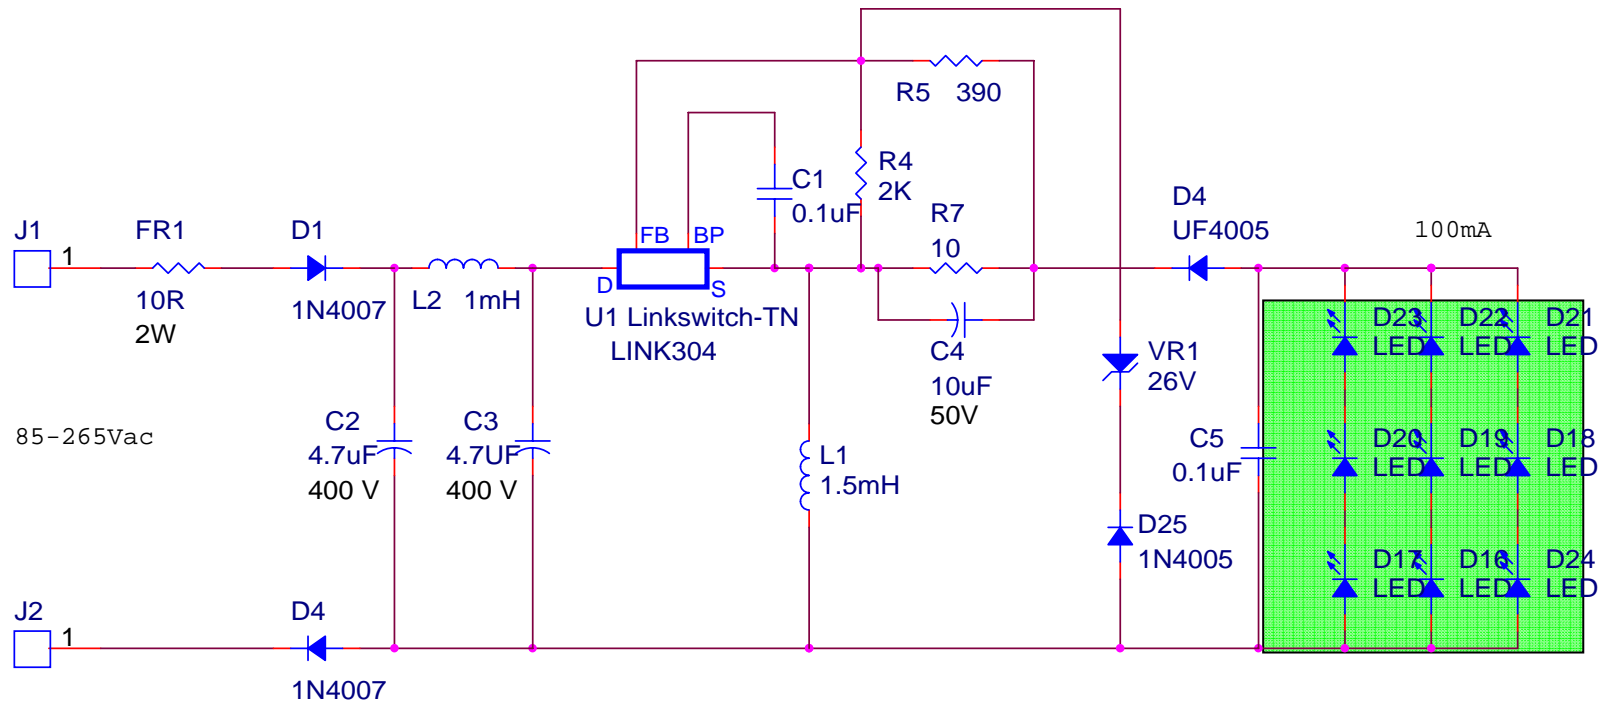 R5 390
FB
BP
C1
0.1uF
R4
2K
R7
10
D4
UF4005
100mA
J1
1
FR1
10R
2W
D1
1N4007
L2 1mH
D
S
U1 Linkswitch-TN
LINK304
C4
10uF
50V
VR1
26V
D23
LED
D22
LED
D21
LED
85-265Vac
C2
4.7uF
400 V
C3
4.7UF
400 V
L1
1.5mH
C5
0.1uF
D20
LED
D19
LED
D18
LED
D25
1N4005
D17
LED
D16
LED
D24
LED
J2
1
D4
1N4007